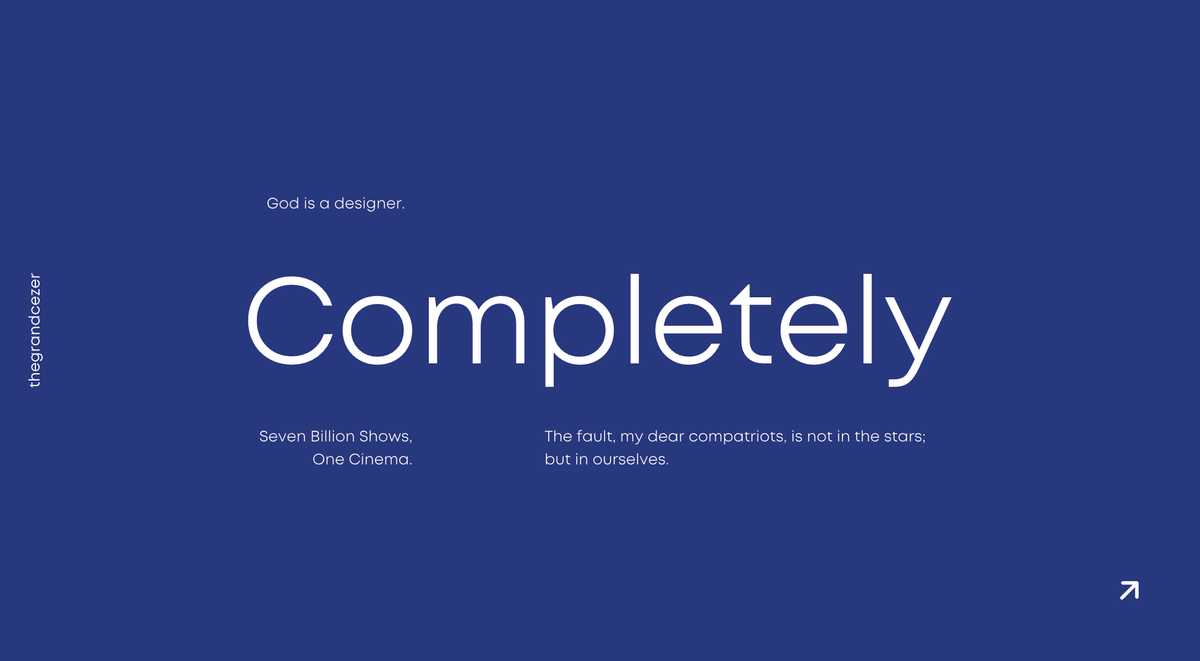 God is a designer.
thegrandcezer
Completely
Seven Billion Shows,
One Cinema.
The fault, my dear compatriots, is not in the stars;
but in ourselves.